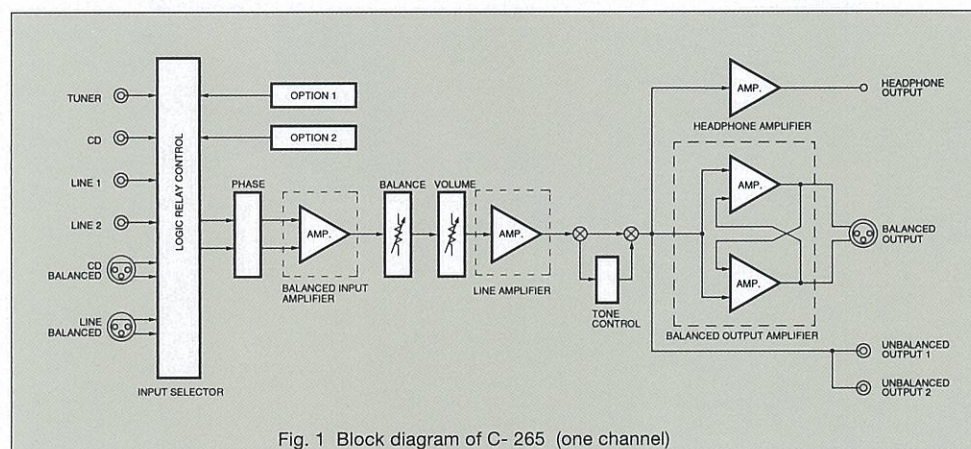 TUNER
CD
LINE 1
LINE 2
CD
BALANCED
LINE
BALANCED
LOGIC RELAY CONTROL
INPUT SELECTOR
OPTION 1
OPTION 2
PHASE
AMP.
BALANCED INPUT
AMPLIFIER
BALANCE
VOLUME
AMP.
LINE AMPLIFIER
TONE
CONTROL
AMP.
HEADPHONE AMPLIFIER
HEADPHONE
OUTPUT
AMP.
AMP.
BALANCED OUTPUT AMPLIFIER
BALANCED
OUTPUT
UNBALANCED
OUTPUT 1
UNBALANCED
OUTPUT 2
Fig. 1 Block diagram of C- 265 (one channel)